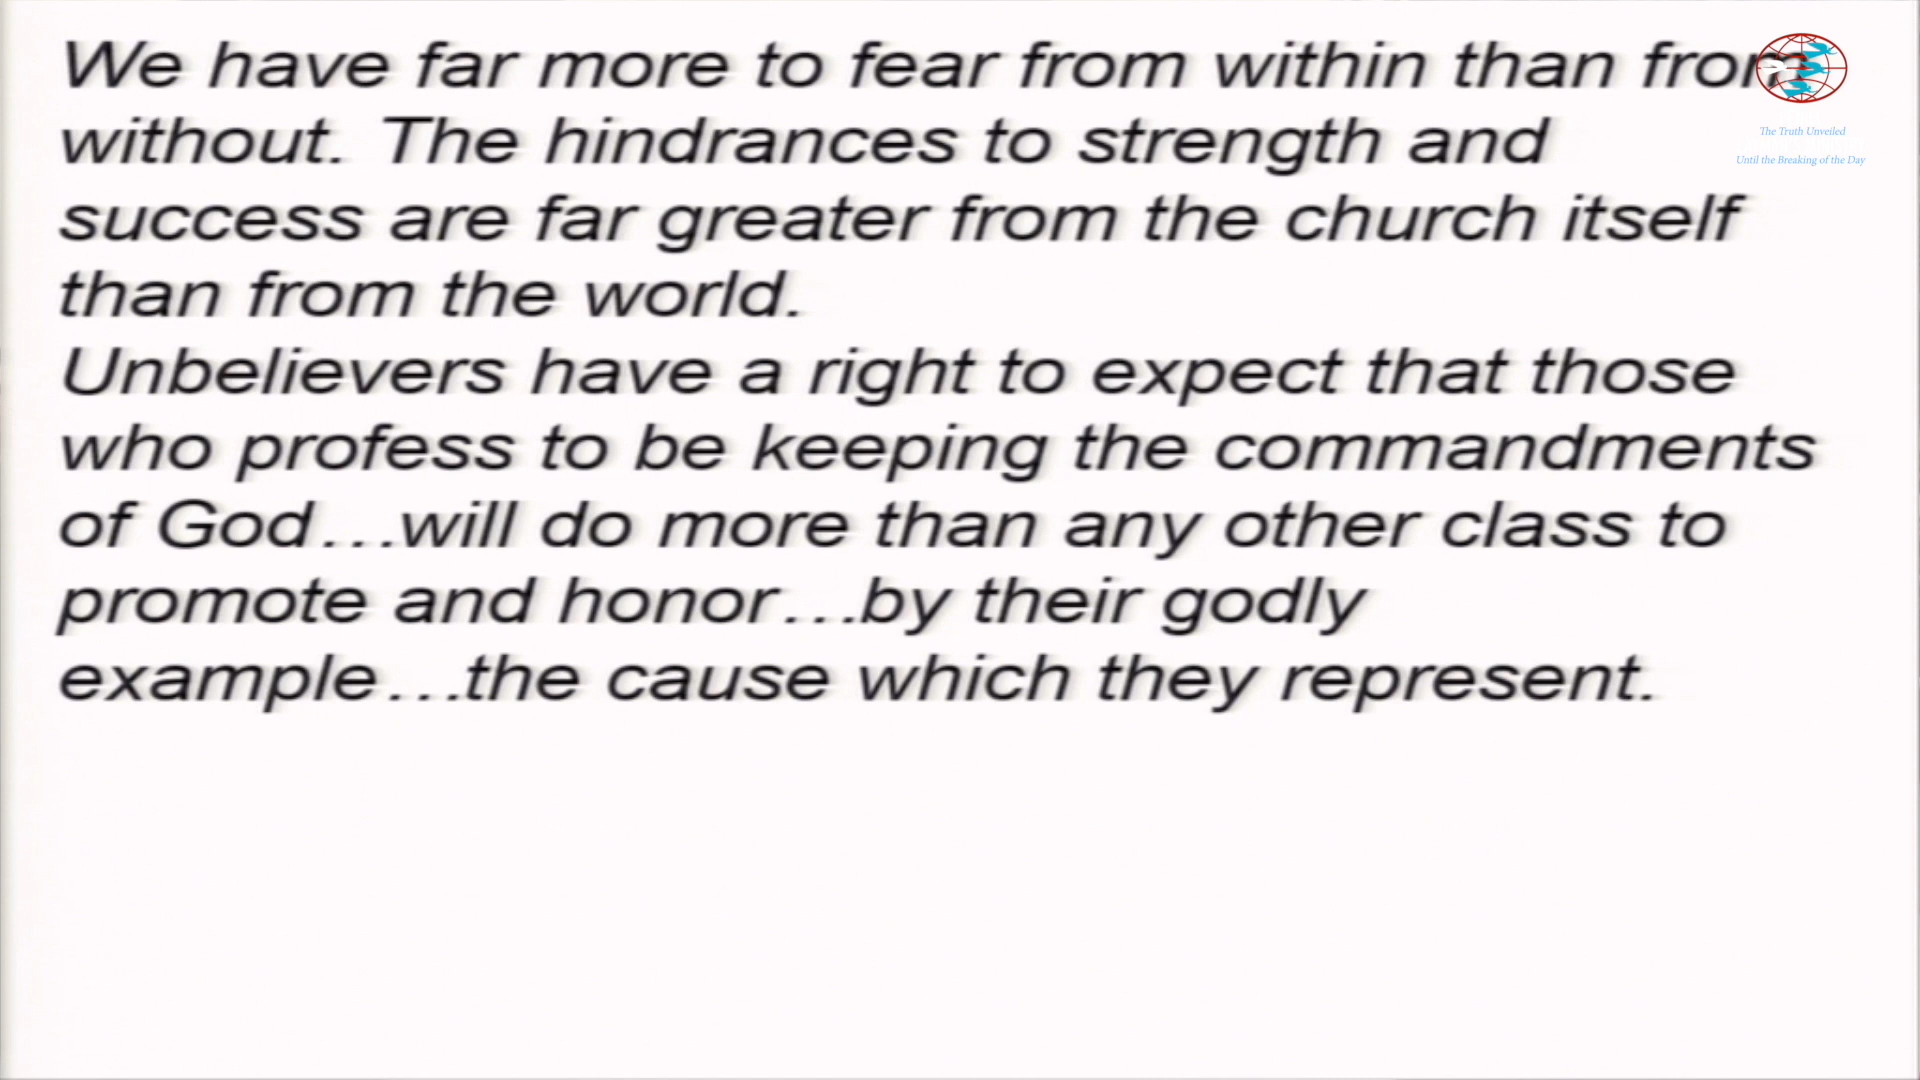 We have far more to fear from within than from
without. The hindrances to strength and
success are far greater from the church itself
than from the world.
Unbelievers have a right to expect that those
who profess to be keeping the commandments
of God…will do more than any other class to
promote and honor…by their godly
example…the cause which they represent.
The Truth Unveiled
Until the Breaking of the Day